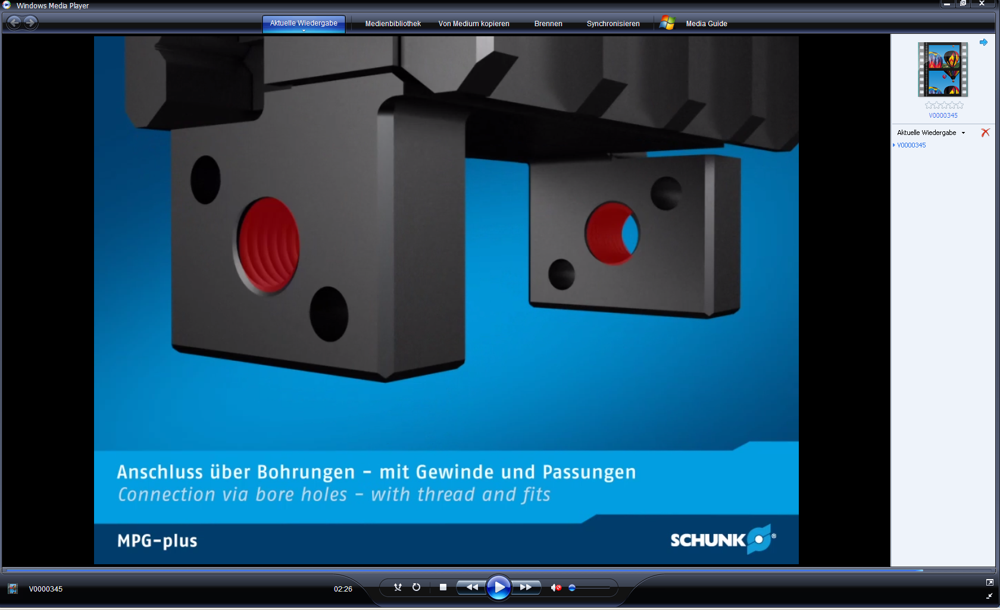 Windows Media Player
Aktuelle Wiedergabe
Medienbibliothek
Von Medium kopieren
Brennen
Synchronisieren
Media Guide
V0000345
Aktuelle Wiedergabe
V0000345
Anschluss über Bohrungen – mit Gewinde und Passungen
Connection via bore holes – with thread and fits
MPG-plus
SCHUNK ®
V0000345
02:26